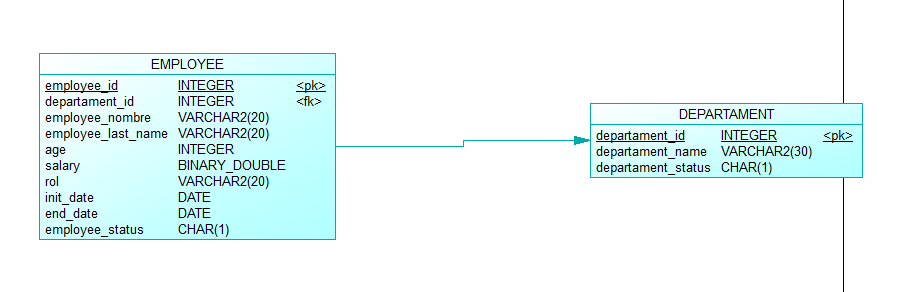 EMPLOYEE
employee_id INTEGER <pk>
departament_id INTEGER <fk>
employee_nombre VARCHAR2(20)
employee_last_name VARCHAR2(20)
age INTEGER
salary BINARY_DOUBLE
rol VARCHAR2(20)
init_date DATE
end_date DATE
employee_status CHAR(1)
DEPARTAMENT
departament_id INTEGER <pk>
departament_name VARCHAR2(30)
departament_status CHAR(1)